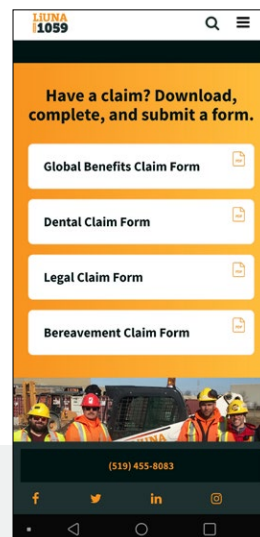 LiUNA
1059
Have a claim? Download,
complete, and submit a form.
Global Benefits Claim Form
PDF
Dental Claim Form
PDF
Legal Claim Form
PDF
Bereavement Claim Form
PDF
(519) 455-8083